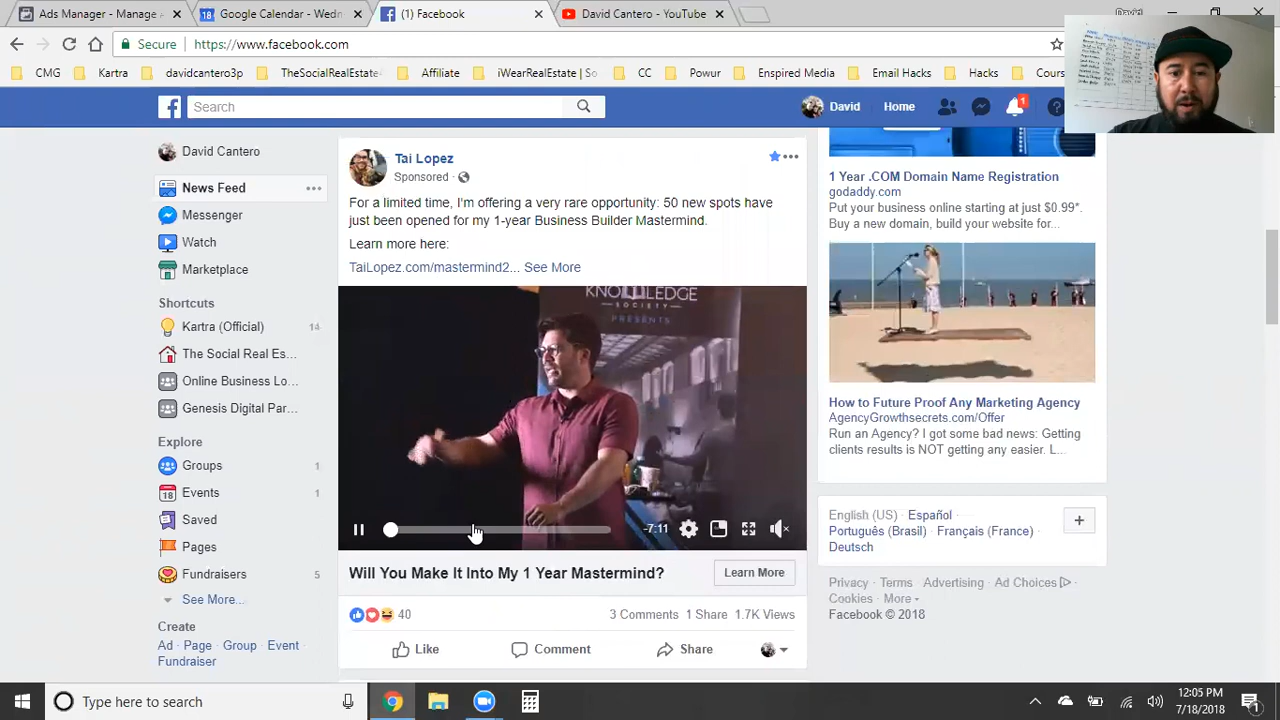 Ads Manager - Manage
Google Calendar - Wedn
(1) Facebook
David Cantero - YouTube
David
Secure
https://www.facebook.com
CMG
Kartra
davidcantero.xp
TheSocialRealEstate
Enspired
Hacks
Search
David
Home
1
David Cantero
News Feed
Messenger
Watch
Marketplace
Shortcuts
Kartra (Official) 14
The Social Real Es...
Online Business Lo...
Genesis Digital Par...
Explore
Groups 1
Events 1
Saved
Pages
Fundraisers 5
See More...
Create
Ad · Page · Group · Event ·
Fundraiser
Tai Lopez
Sponsored ·
For a limited time, I'm offering a very rare opportunity: 50 new spots have
just been opened for my 1-year Business Builder Mastermind.
Learn more here:
TaiLopez.com/mastermind2... See More
KNOWLEDGE
SOCIETY
PRESENTS
-7:11
Will You Make It Into My 1 Year Mastermind?
Learn More
40
3 Comments 1 Share 1.7K Views
Like
Comment
Share
1 Year .COM Domain Name Registration
godaddy.com
Put your business online starting at just $0.99*.
Buy a new domain, build your website for...
How to Future Proof Any Marketing Agency
AgencyGrowthsecrets.com/Offer
Run an Agency? I got some bad news: Getting
clients results is NOT getting any easier. L...
English (US) · Español ·
Português (Brasil) · Français (France) ·
Deutsch
Privacy · Terms · Advertising · Ad Choices
Cookies · More
Facebook © 2018
Type here to search
12:05 PM
7/18/2018
1